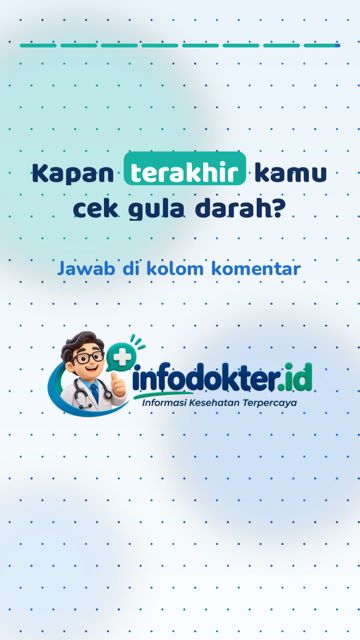 Kapan terakhir kamu
cek gula darah?
Jawab di kolom komentar
infodokter.id
Informasi Kesehatan Terpercaya